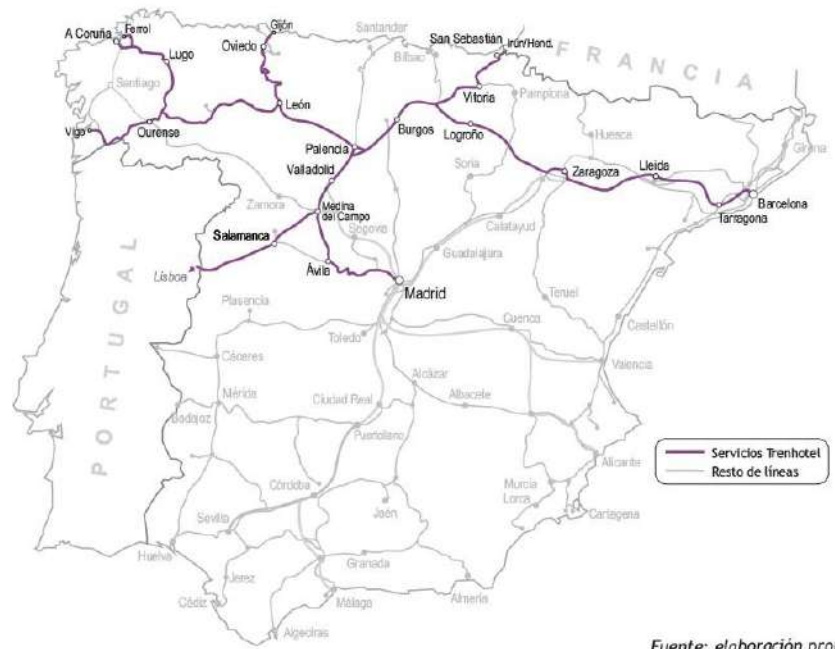 Gijón
Ferrol
A Coruña
Santander
San Sebastián
Irún/Hend.
FRANCIA
Oviedo
Lugo
Bilbao
Santiago
Vitoria
Pamplona
León
Vigo
Ourense
Burgos
Logroño
Huesca
Girona
Palencia
Valladolid
Soria
Zaragoza
Lleida
Barcelona
Tarragona
Zamora
Medina
del Campo
Segovia
Calatayud
Salamanca
Guadalajara
Lisboa
Ávila
Madrid
PORTUGAL
Plasencia
Teruel
Cuenca
Castellón
Toledo
Cáceres
Valencia
Alcázar
Mérida
Ciudad Real
Albacete
Badajoz
Puertollano
Alicante
Servicios Trenhotel
Resto de líneas
Córdoba
Murcia
Lorca
Jaén
Sevilla
Cartagena
Huelva
Granada
Jerez
Almería
Cádiz
Málaga
Algeciras
Fuente: elaboración pro